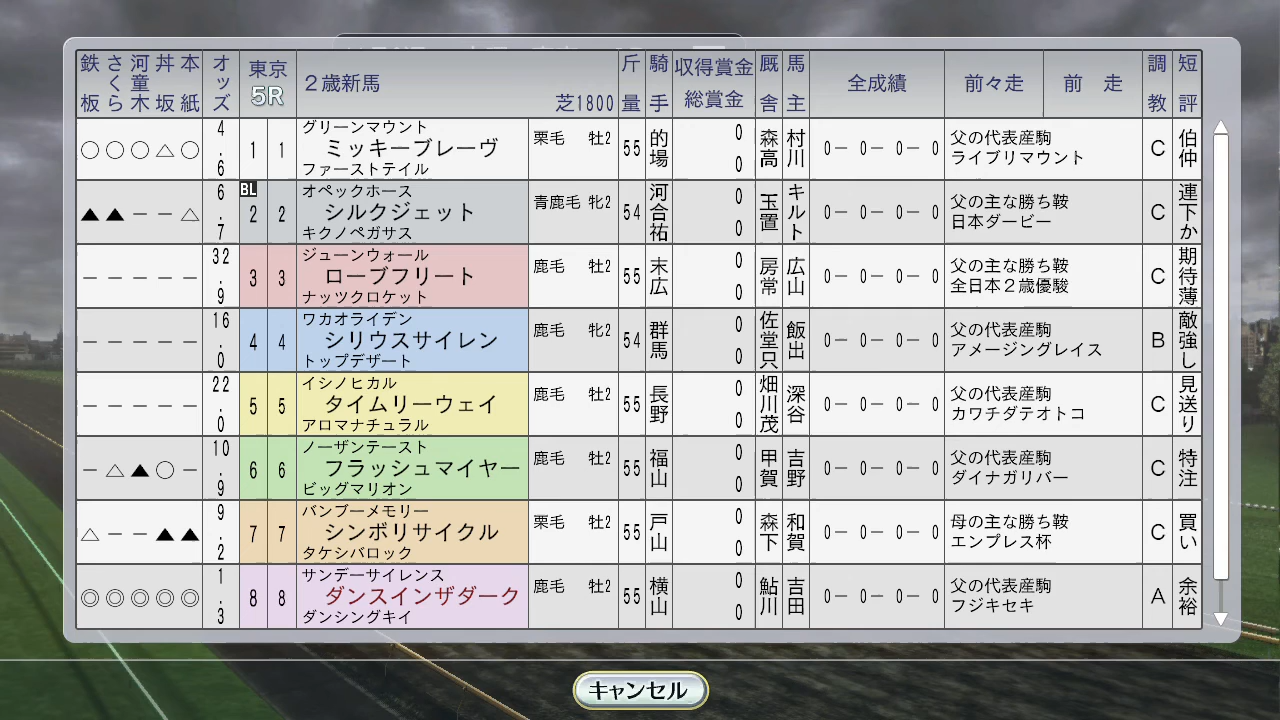 鉄板 さくら 河童木 丼坂 本紙 オッズ 東京 5R 2歳新馬 芝1800 斤量 騎手 収得賞金 総賞金 厩舎 馬主 全成績 前々走 前 走 調教 短評
○ ○ ○ △ ○ 4.6 1 1 グリーンマウント 栗毛 牡2 55 的場 0 森高 村川 0- 0- 0- 0 父の代表産駒 C 伯仲
ミッキーブレーヴ
ファーストテイル 0 ライブリマウント
▲ ▲ - - △ 6.7 BL 2 2 オペックホース 青鹿毛 牝2 54 河合祐 0 玉置 キルト 0- 0- 0- 0 父の主な勝ち鞍 C 連下か
シルクジェット
キクノペガサス 0 日本ダービー
- - - - - 32.9 3 3 ジューンウォール 鹿毛 牡2 55 末広 0 房常 広山 0- 0- 0- 0 父の主な勝ち鞍 C 期待薄
ローブフリート
ナッツクロケット 0 全日本2歳優駿
- - - - - 16.0 4 4 ワカオライデン 鹿毛 牝2 54 群馬 0 佐堂只 飯出 0- 0- 0- 0 父の代表産駒 B 敵強し
シリウスサイレン
トップデザート 0 アメージングレイス
- - - - - 22.0 5 5 イシノヒカル 鹿毛 牡2 55 長野 0 畑川茂 深谷 0- 0- 0- 0 父の代表産駒 C 見送り
タイムリーウェイ
アロマナチュラル 0 カワチダテオトコ
- △ ▲ ○ - 10.9 6 6 ノーザンテースト 鹿毛 牡2 55 福山 0 甲賀 吉野 0- 0- 0- 0 父の代表産駒 C 特注
フラッシュマイヤー
ビッグマリオン 0 ダイナガリバー
△ - - ▲ ▲ 9.2 7 7 バンブーメモリー 栗毛 牡2 55 戸山 0 森下 和賀 0- 0- 0- 0 母の主な勝ち鞍 C 買い
シンボリサイクル
タケシバロック 0 エンプレス杯
◎ ◎ ◎ ◎ ◎ 1.3 8 8 サンデーサイレンス 鹿毛 牡2 55 横山 0 鮎川 吉田 0- 0- 0- 0 父の代表産駒 A 余裕
ダンスインザダーク
ダンシングキイ 0 フジキセキ
キャンセル